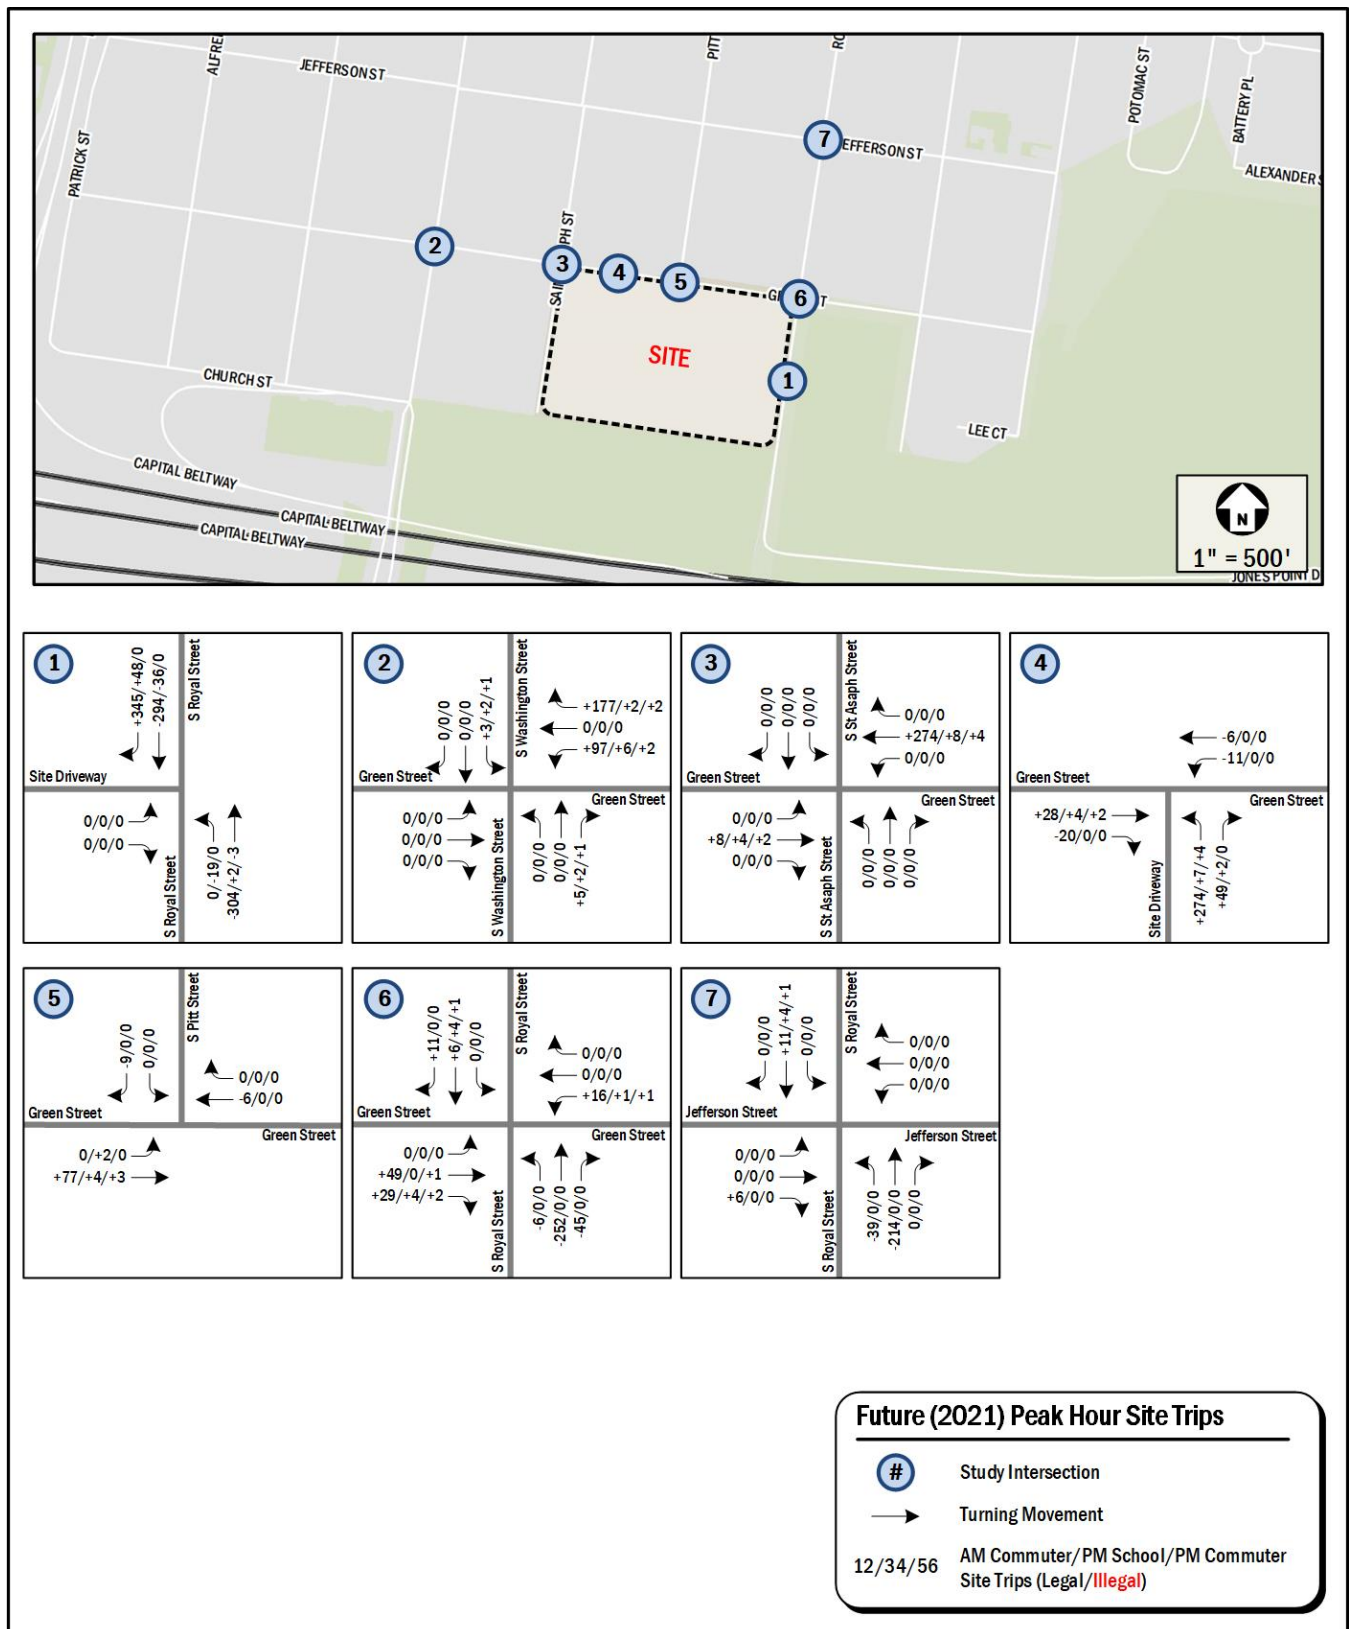 ALFRE
PITT
RO
JEFFERSON ST
POTOMAC ST
BATTERY PL
PATRICK ST
7
EFFERSON ST
ALEXANDER S
PH ST
2
3
4
5
6
SAI
G
T
SITE
1
CHURCH ST
LEE CT
CAPITAL BELTWAY
CAPITAL BELTWAY
CAPITAL BELTWAY
N
1" = 500'
JONES POINT D
1
+345/+48/0
-294/-36/0
S Royal Street
Site Driveway
0/0/0
0/0/0
S Royal Street
0/-19/0
-304/+2/-3
2
0/0/0
0/0/0
+3/+2/+1
S Washington Street
+177/+2/+2
0/0/0
+97/+6/+2
Green Street
Green Street
0/0/0
0/0/0
0/0/0
S Washington Street
0/0/0
0/0/0
+5/+2/+1
3
0/0/0
0/0/0
0/0/0
S St Asaph Street
0/0/0
+274/+8/+4
0/0/0
Green Street
Green Street
0/0/0
+8/+4/+2
0/0/0
S St Asaph Street
0/0/0
0/0/0
0/0/0
4
-6/0/0
-11/0/0
Green Street
Green Street
+28/+4/+2
-20/0/0
Site Driveway
+274/+7/+4
+49/+2/0
5
-9/0/0
0/0/0
S Pitt Street
0/0/0
-6/0/0
Green Street
Green Street
0/+2/0
+77/+4/+3
6
+11/0/0
+6/+4/+1
0/0/0
S Royal Street
0/0/0
0/0/0
+16/+1/+1
Green Street
Green Street
0/0/0
+49/0/+1
+29/+4/+2
S Royal Street
-6/0/0
-252/0/0
-45/0/0
7
0/0/0
+11/+4/+1
0/0/0
S Royal Street
0/0/0
0/0/0
0/0/0
Jefferson Street
Jefferson Street
0/0/0
0/0/0
+6/0/0
S Royal Street
-39/0/0
-214/0/0
0/0/0
Future (2021) Peak Hour Site Trips
# Study Intersection
Turning Movement
12/34/56 AM Commuter/PM School/PM Commuter
Site Trips (Legal/Illegal)